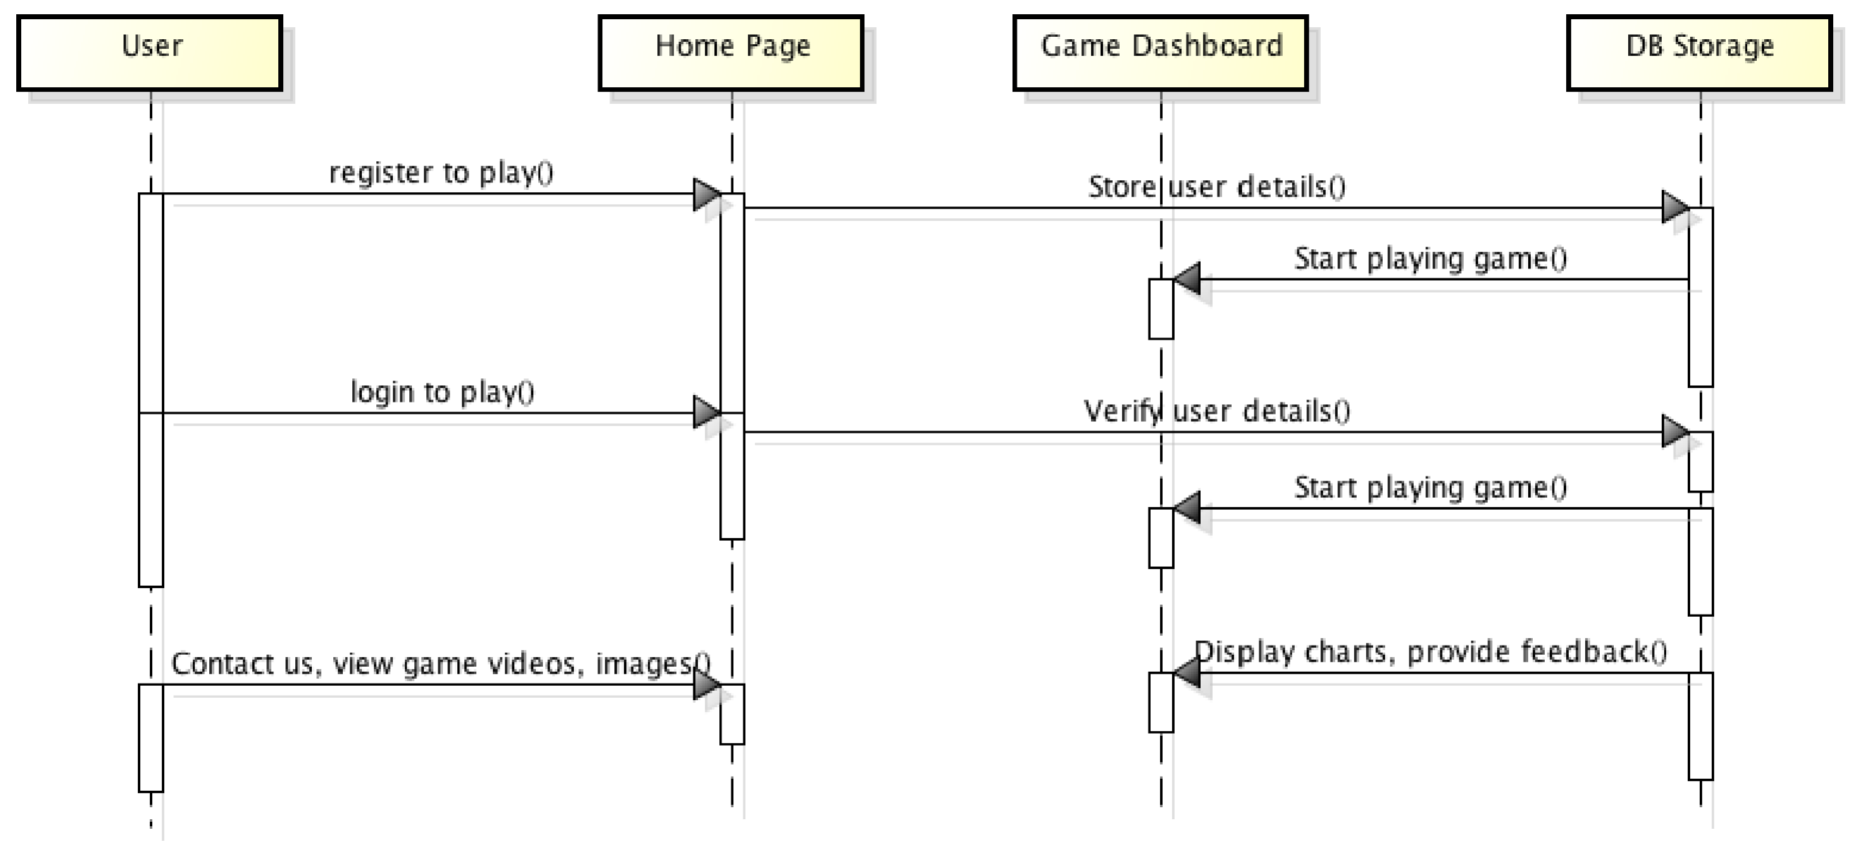 User
Home Page
Game Dashboard
DB Storage
register to play()
Store user details()
Start playing game()
login to play()
Verify user details()
Start playing game()
Contact us, view game videos, images()
Display charts, provide feedback()